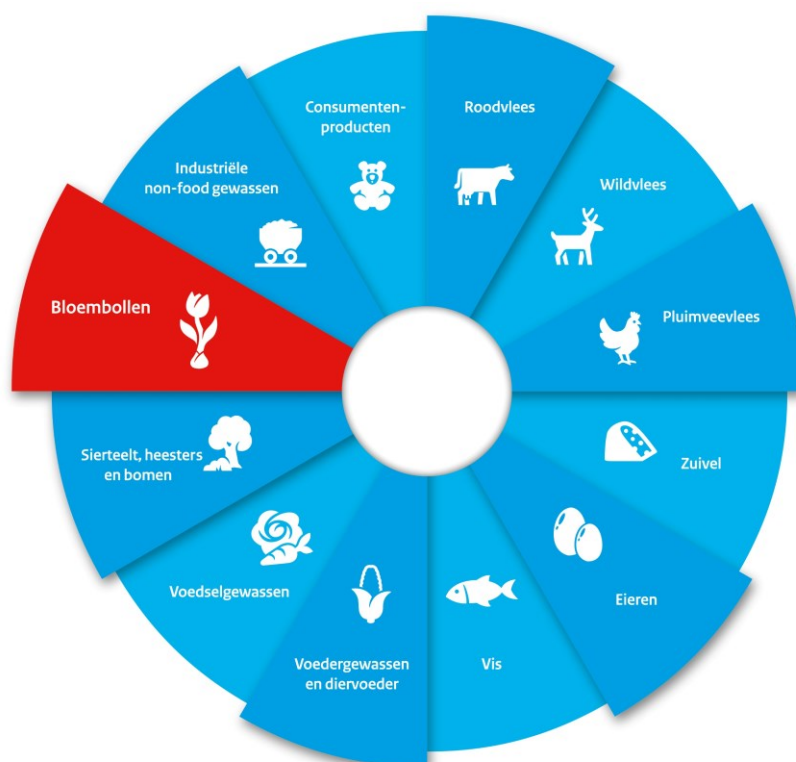 Consumenten-
producten
Roodvlees
Wildvlees
Pluimveevlees
Zuivel
Eieren
Vis
Voedergewassen
en diervoeder
Voedselgewassen
Sierteelt, heesters
en bomen
Bloembollen
Industriële
non-food gewassen